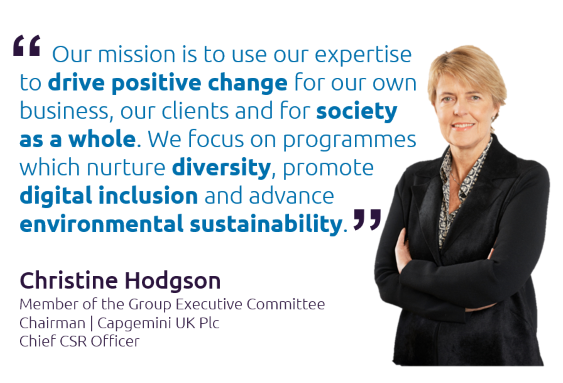 “ Our mission is to use our expertise
to drive positive change for our own
business, our clients and for society
as a whole. We focus on programmes
which nurture diversity, promote
digital inclusion and advance
environmental sustainability. ”
Christine Hodgson
Member of the Group Executive Committee
Chairman | Capgemini UK Plc
Chief CSR Officer